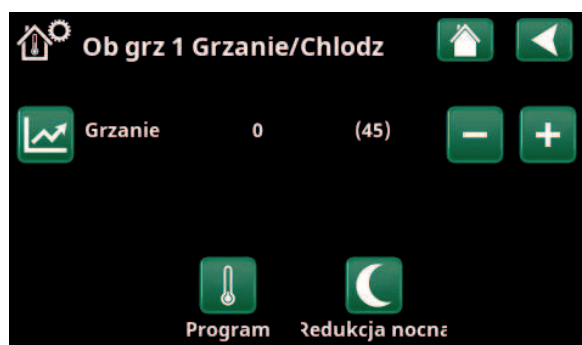 Ob grz 1 Grzanie/Chlodz
Grzanie 0 (45)
Program Redukcja nocna